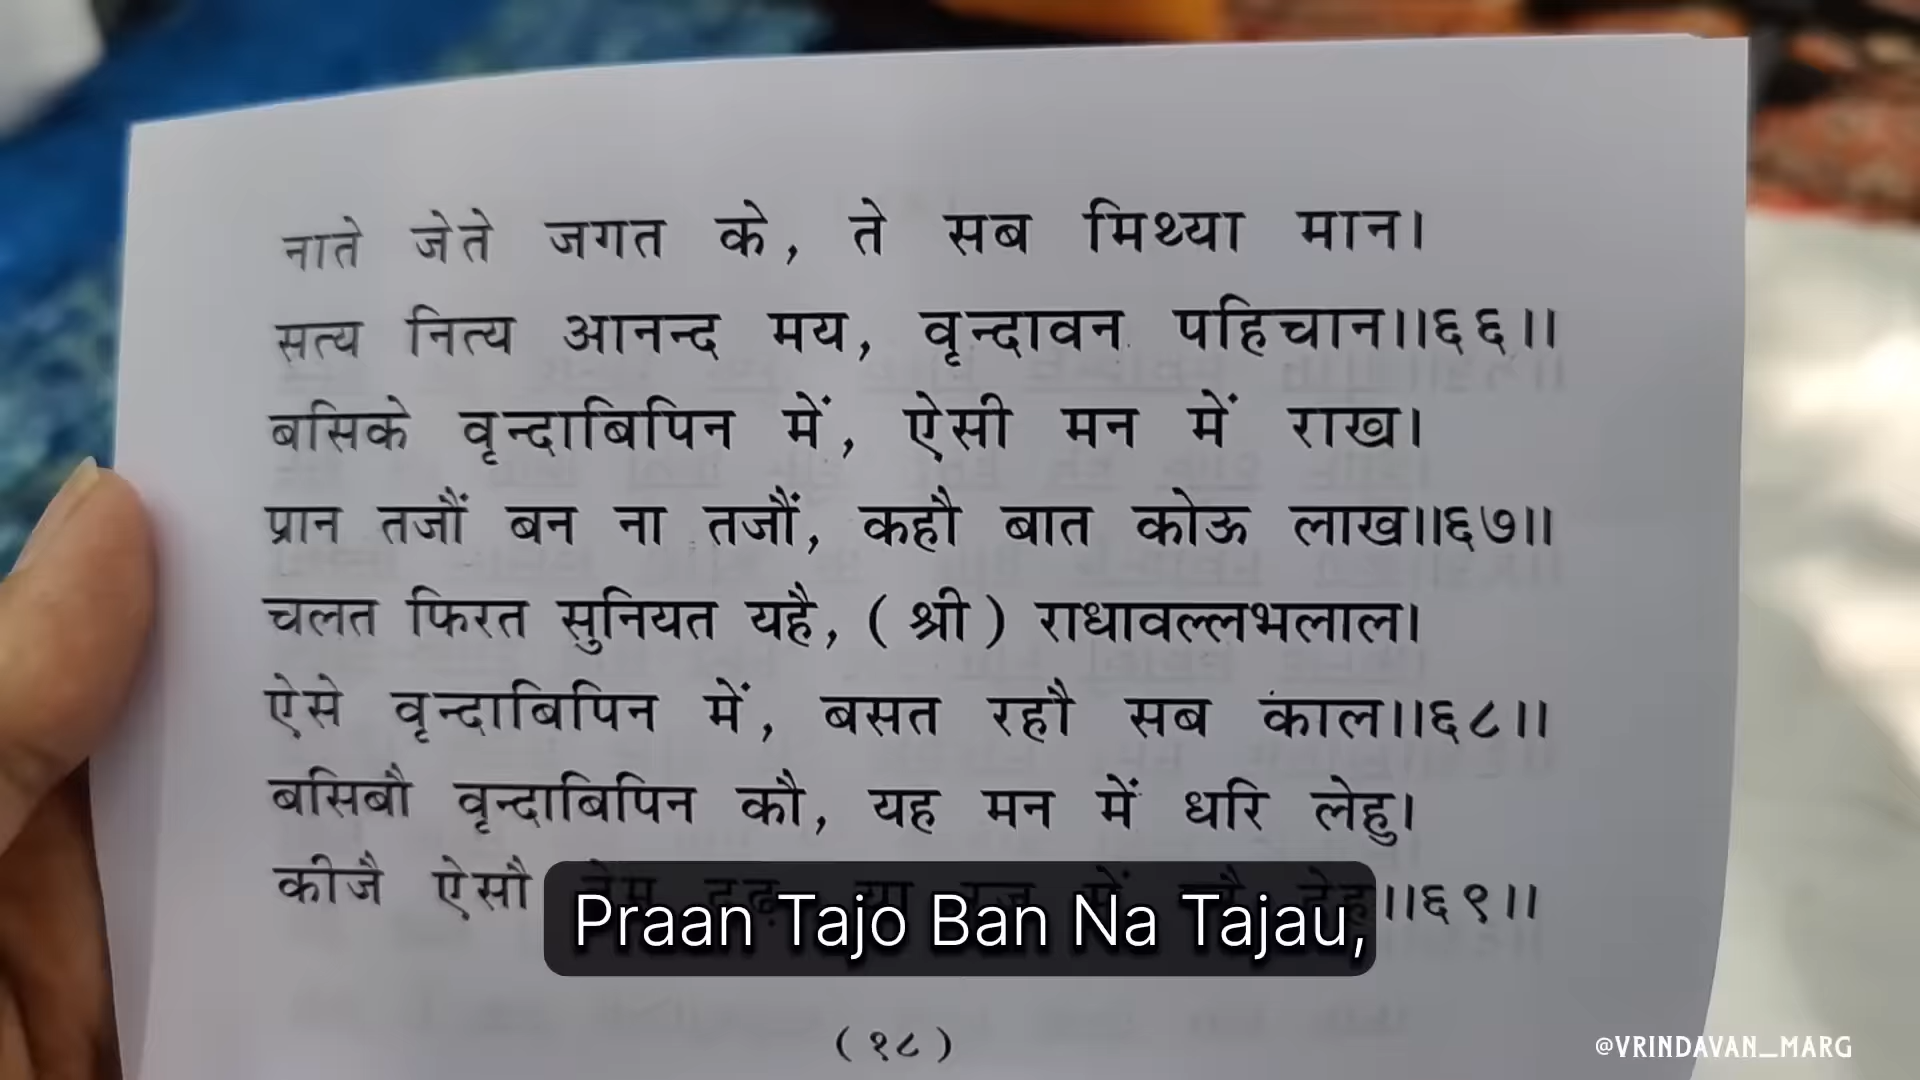 नाते जेते जगत के, ते सब मिथ्या मान।
सत्य नित्य आनन्द मय, वृन्दावन पहिचान॥६६॥
बसिके वृन्दाबिपिन में, ऐसी मन में राख।
प्रान तजौं बन ना तजौं, कहौ बात कोऊ लाख॥६७॥
चलत फिरत सुनियत यहै, (श्री) राधावल्लभलाल।
ऐसे वृन्दाबिपिन में, बसत रहौ सब काल॥६८॥
बसिबौ वृन्दाबिपिन कौ, यह मन में धरि लेहु।
कीजै ऐसौ ॥६९॥
Praan Tajo Ban Na Tajau,
(१८)
@VRINDAVAN_MARG